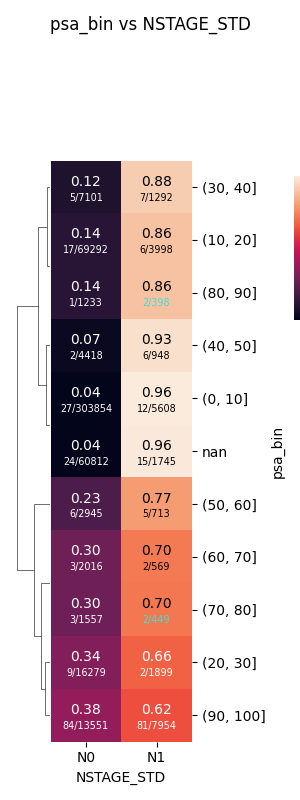 psa_bin vs NSTAGE_STD
0.12 0.88 (30, 40]
5/7101 7/1292
0.14 0.86 (10, 20]
17/69292 6/3998
0.14 0.86 (80, 90]
1/1233 2/398
0.07 0.93 (40, 50]
2/4418 6/948
0.04 0.96 (0, 10]
27/303854 12/5608
0.04 0.96 nan
24/60812 15/1745
psa_bin
0.23 0.77 (50, 60]
6/2945 5/713
0.30 0.70 (60, 70]
3/2016 2/569
0.30 0.70 (70, 80]
3/1557 2/449
0.34 0.66 (20, 30]
9/16279 2/1899
0.38 0.62 (90, 100]
84/13551 81/7954
N0 N1
NSTAGE_STD